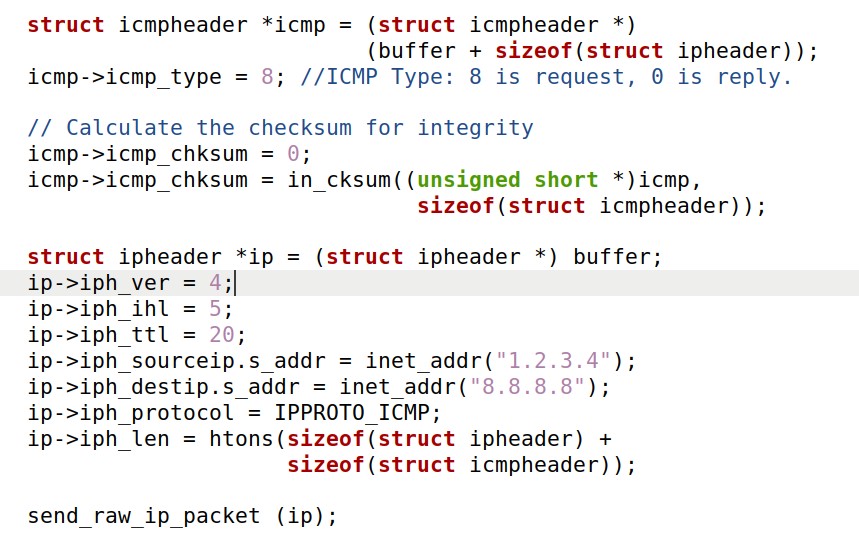 struct icmpheader *icmp = (struct icmpheader *)
(buffer + sizeof(struct ipheader));
icmp->icmp_type = 8; //ICMP Type: 8 is request, 0 is reply.
// Calculate the checksum for integrity
icmp->icmp_chksum = 0;
icmp->icmp_chksum = in_cksum((unsigned short *)icmp,
sizeof(struct icmpheader));
struct ipheader *ip = (struct ipheader *) buffer;
ip->iph_ver = 4;
ip->iph_ihl = 5;
ip->iph_ttl = 20;
ip->iph_sourceip.s_addr = inet_addr("1.2.3.4");
ip->iph_destip.s_addr = inet_addr("8.8.8.8");
ip->iph_protocol = IPPROTO_ICMP;
ip->iph_len = htons(sizeof(struct ipheader) +
sizeof(struct icmpheader));
send_raw_ip_packet (ip);